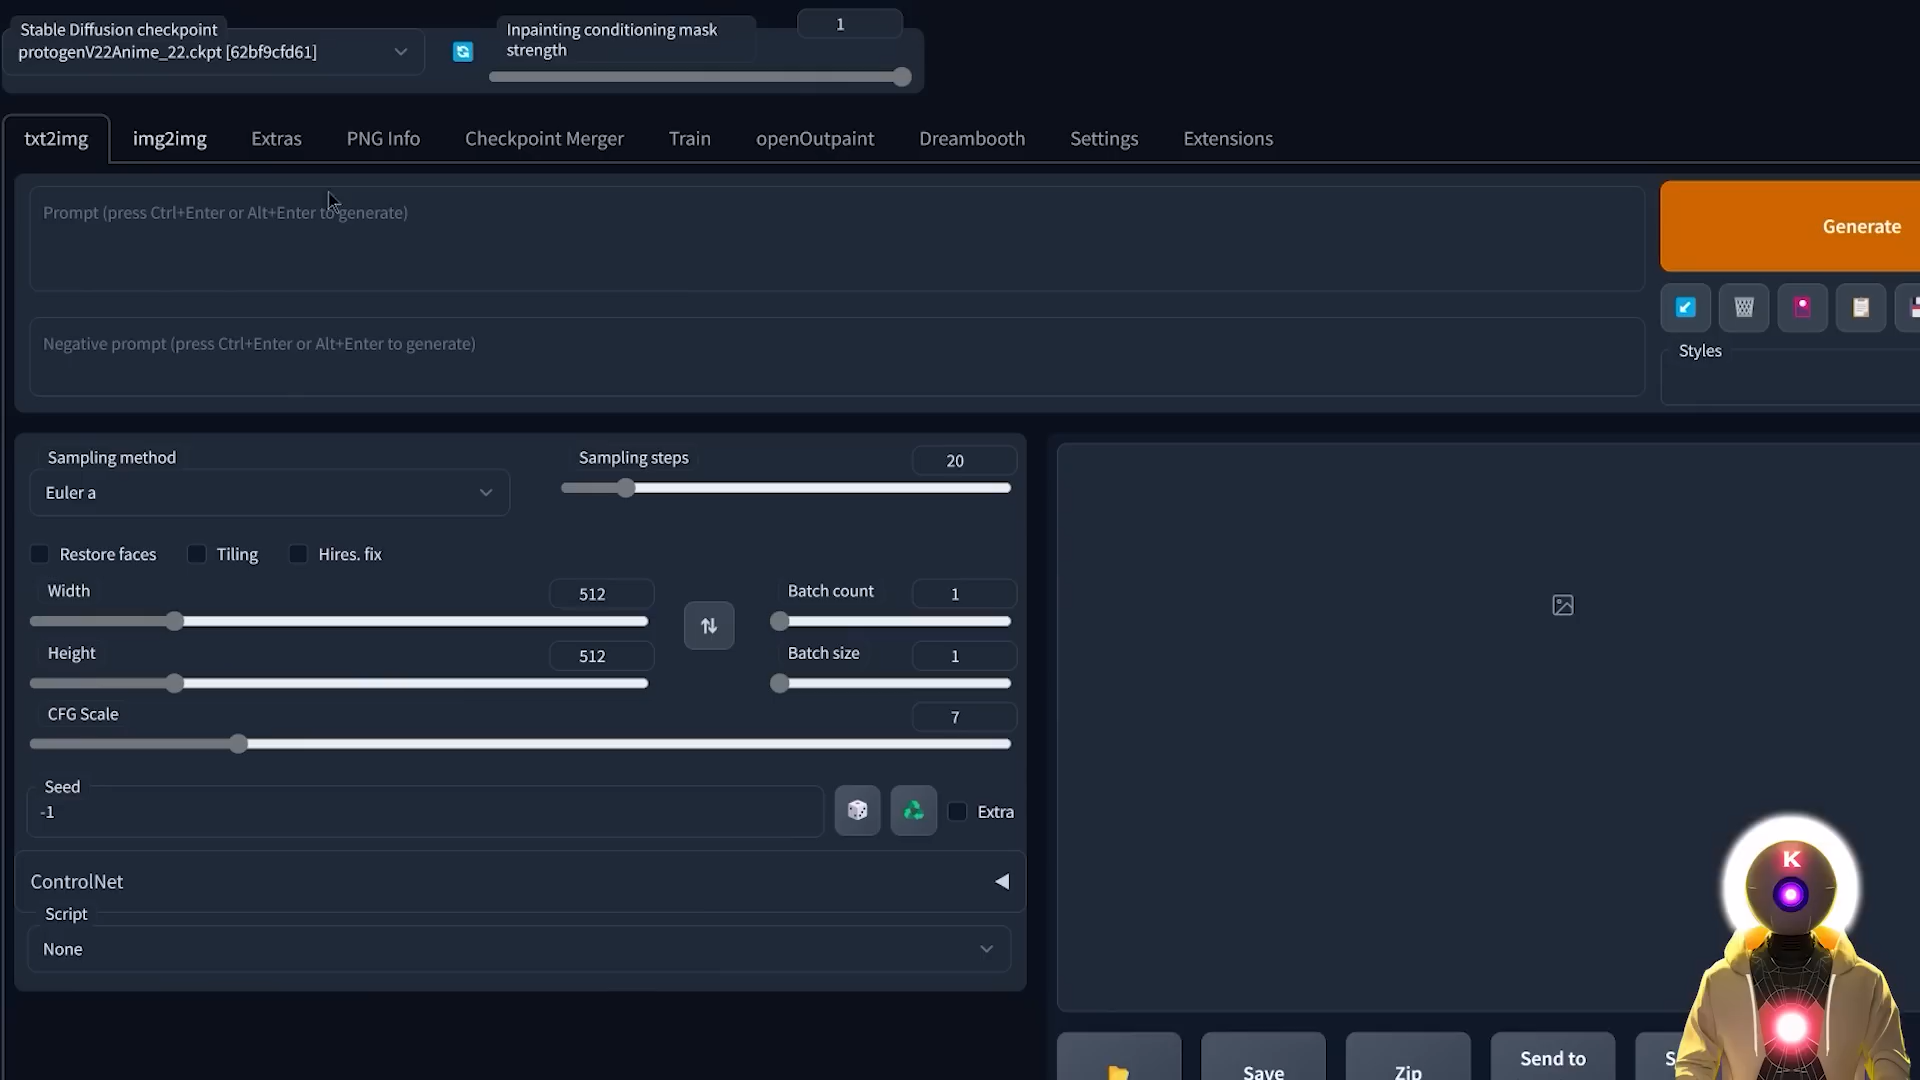 Stable Diffusion checkpoint
protogenV22Anime_22.ckpt [62bf9cfd61]
Inpainting conditioning mask
strength
1
txt2img
img2img
Extras
PNG Info
Checkpoint Merger
Train
openOutpaint
Dreambooth
Settings
Extensions
Prompt (press Ctrl+Enter or Alt+Enter to generate)
Generate
Negative prompt (press Ctrl+Enter or Alt+Enter to generate)
Styles
Sampling method
Euler a
Sampling steps
20
Restore faces
Tiling
Hires. fix
Width
512
Height
512
Batch count
1
Batch size
1
CFG Scale
7
Seed
-1
Extra
ControlNet
Script
None
Save
Zip
Send to
K